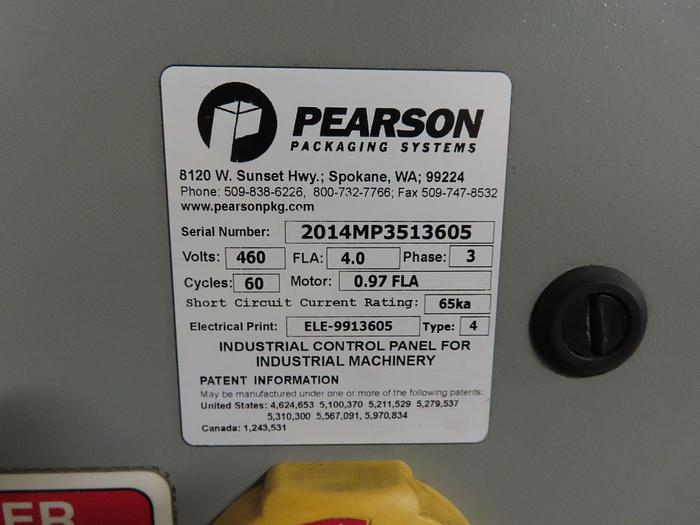 PEARSON
PACKAGING SYSTEMS
8120 W. Sunset Hwy.; Spokane, WA; 99224
Phone: 509-838-6226, 800-732-7766; Fax 509-747-8532
www.pearsonpkg.com
Serial Number: 2014MP3513605
Volts: 460 FLA: 4.0 Phase: 3
Cycles: 60 Motor: 0.97 FLA
Short Circuit Current Rating: 65ka
Electrical Print: ELE-9913605 Type: 4
INDUSTRIAL CONTROL PANEL FOR
INDUSTRIAL MACHINERY
PATENT INFORMATION
May be manufactured under one or more of the following patents:
United States: 4,624,653 5,100,370 5,211,529 5,279,537
5,310,300 5,567,091, 5,970,834
Canada: 1,243,531
ER